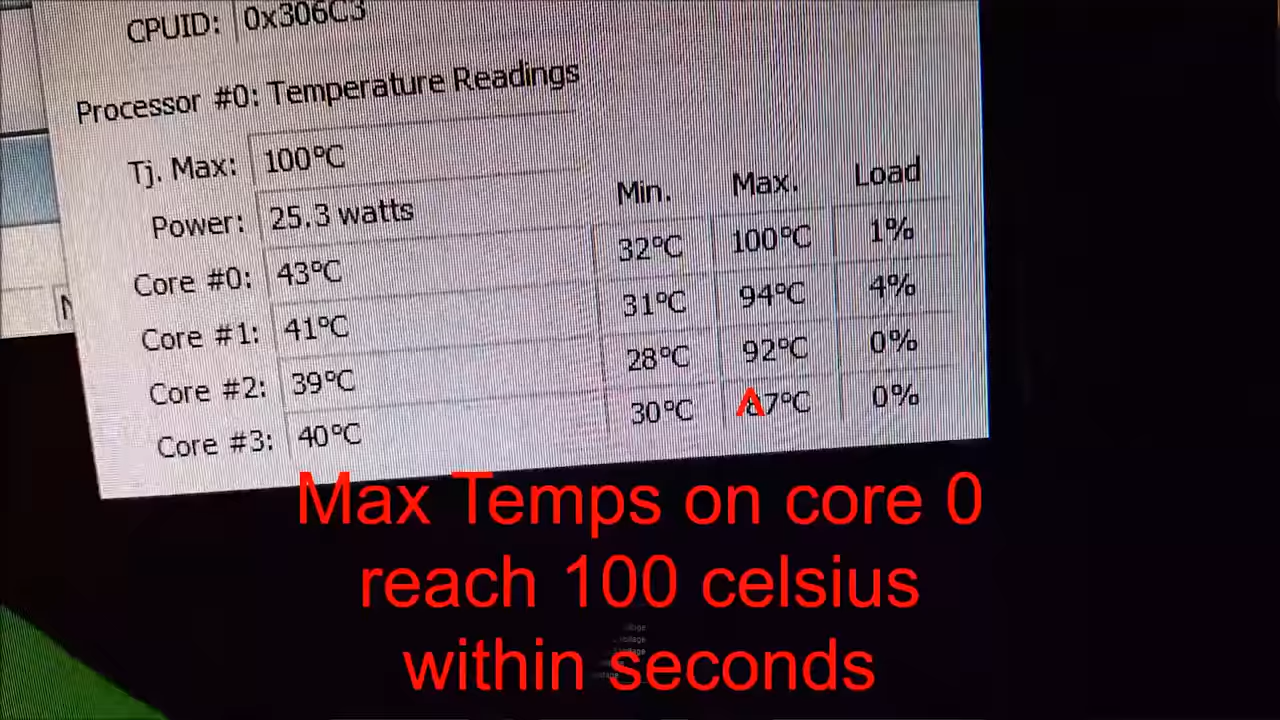 CPUID: 0x306C3
Processor #0: Temperature Readings
Tj. Max: 100°C
Power: 25.3 watts Min. Max. Load
Core #0: 43°C 32°C 100°C 1%
Core #1: 41°C 31°C 94°C 4%
Core #2: 39°C 28°C 92°C 0%
Core #3: 40°C 30°C 87°C 0%
Max Temps on core 0
reach 100 celsius
within seconds